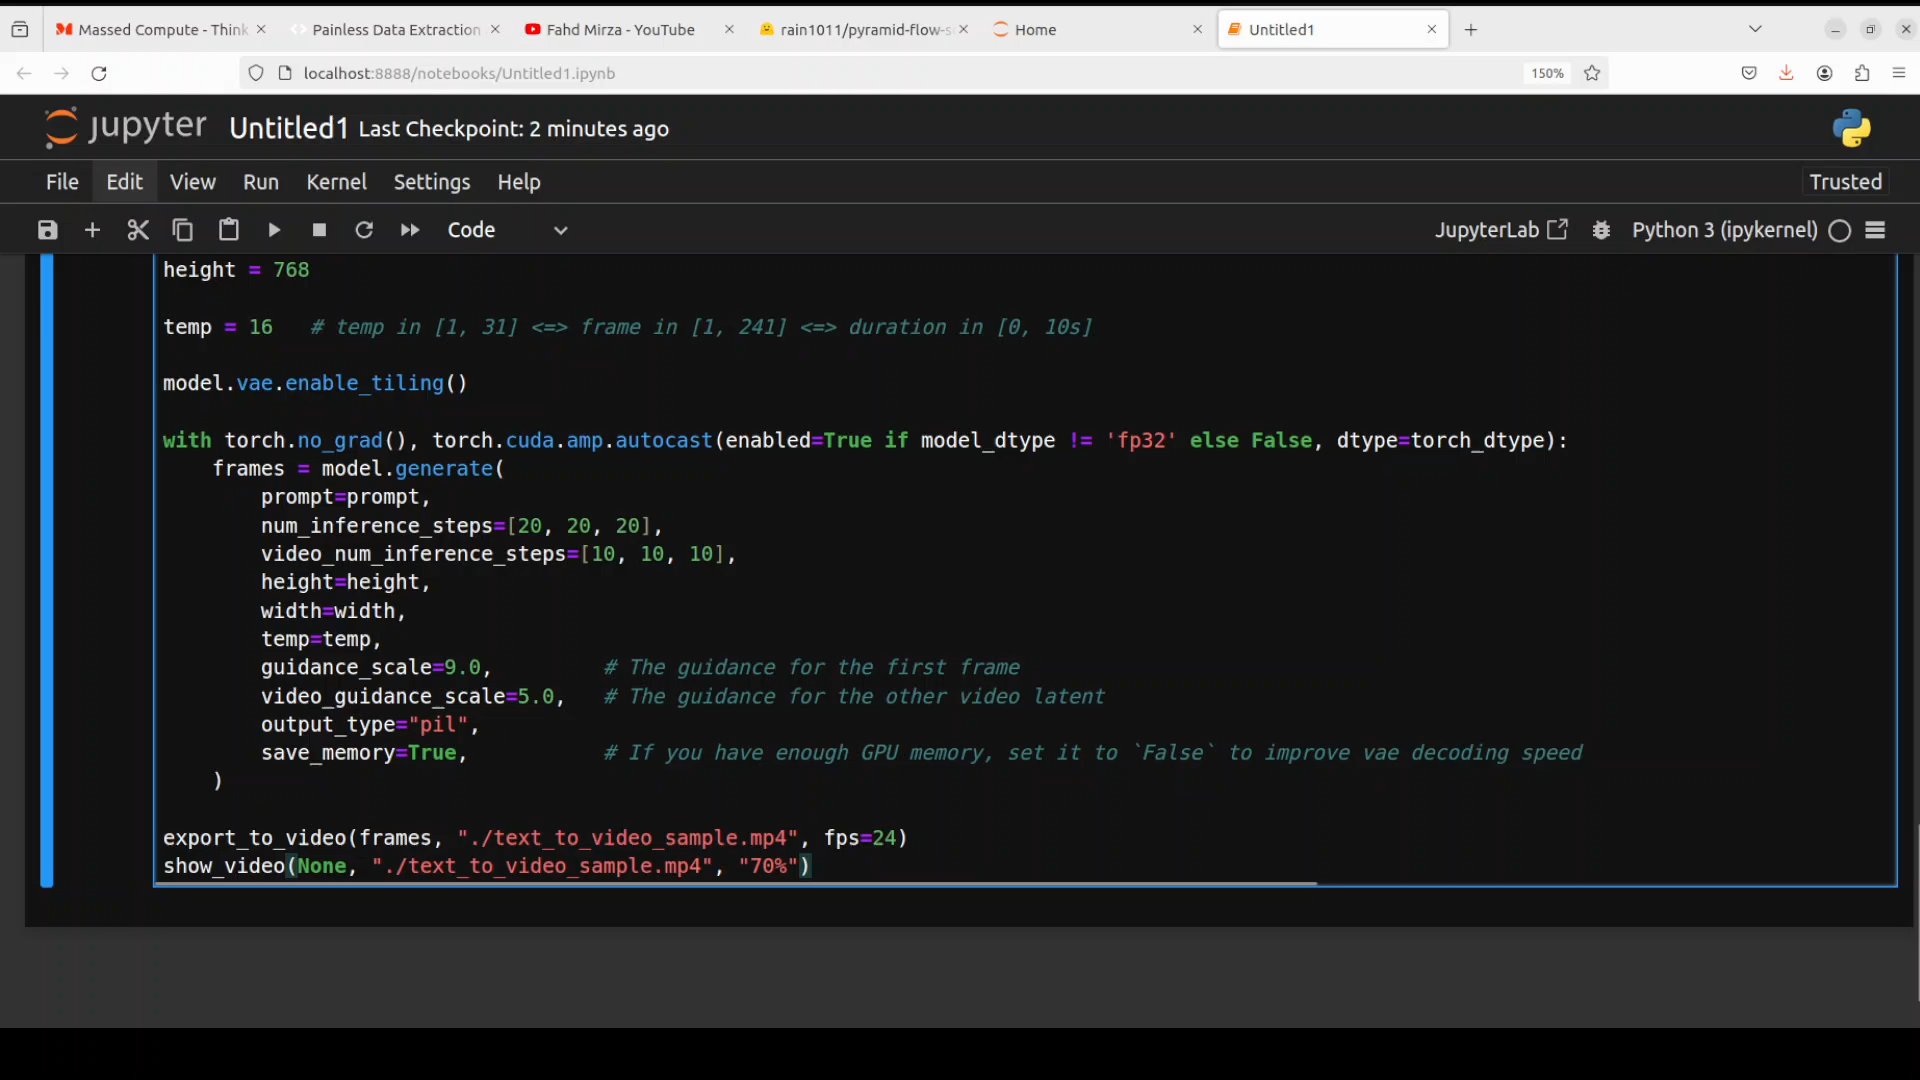 Massed Compute - Think
Painless Data Extraction
Fahd Mirza - YouTube
rain1011/pyramid-flow-s
Home
Untitled1
localhost:8888/notebooks/Untitled1.ipynb
150%
jupyter Untitled1 Last Checkpoint: 2 minutes ago
File Edit View Run Kernel Settings Help
Trusted
Code
JupyterLab
Python 3 (ipykernel)
height = 768
temp = 16   # temp in [1, 31] <=> frame in [1, 241] <=> duration in [0, 10s]
model.vae.enable_tiling()
with torch.no_grad(), torch.cuda.amp.autocast(enabled=True if model_dtype != 'fp32' else False, dtype=torch_dtype):
    frames = model.generate(
        prompt=prompt,
        num_inference_steps=[20, 20, 20],
        video_num_inference_steps=[10, 10, 10],
        height=height,
        width=width,
        temp=temp,
        guidance_scale=9.0,         # The guidance for the first frame
        video_guidance_scale=5.0,   # The guidance for the other video latent
        output_type="pil",
        save_memory=True,           # If you have enough GPU memory, set it to `False` to improve vae decoding speed
    )
export_to_video(frames, "./text_to_video_sample.mp4", fps=24)
show_video(None, "./text_to_video_sample.mp4", "70%")